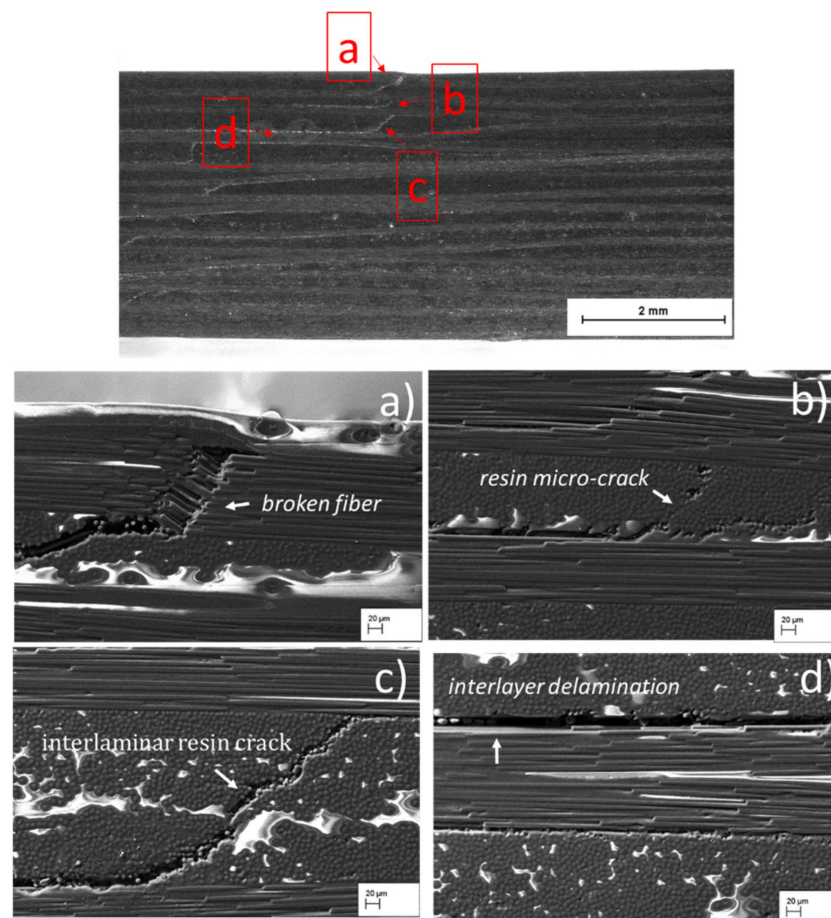 a
b
d
c
2 mm
a)
broken fiber
20 µm
b)
resin micro-crack
20 µm
c)
interlaminar resin crack
20 µm
d)
interlayer delamination
20 µm